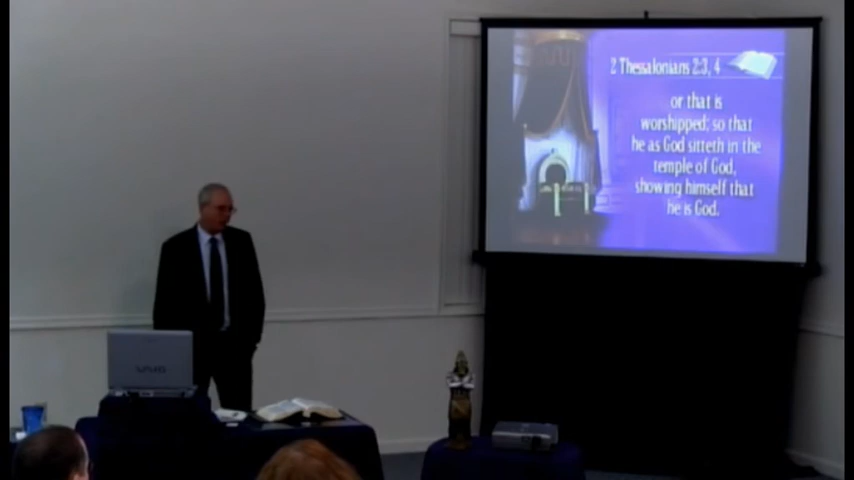 2 Thessalonians 2:3, 4
or that is
worshipped; so that
he as God sitteth in the
temple of God,
showing himself that
he is God.
VAIO